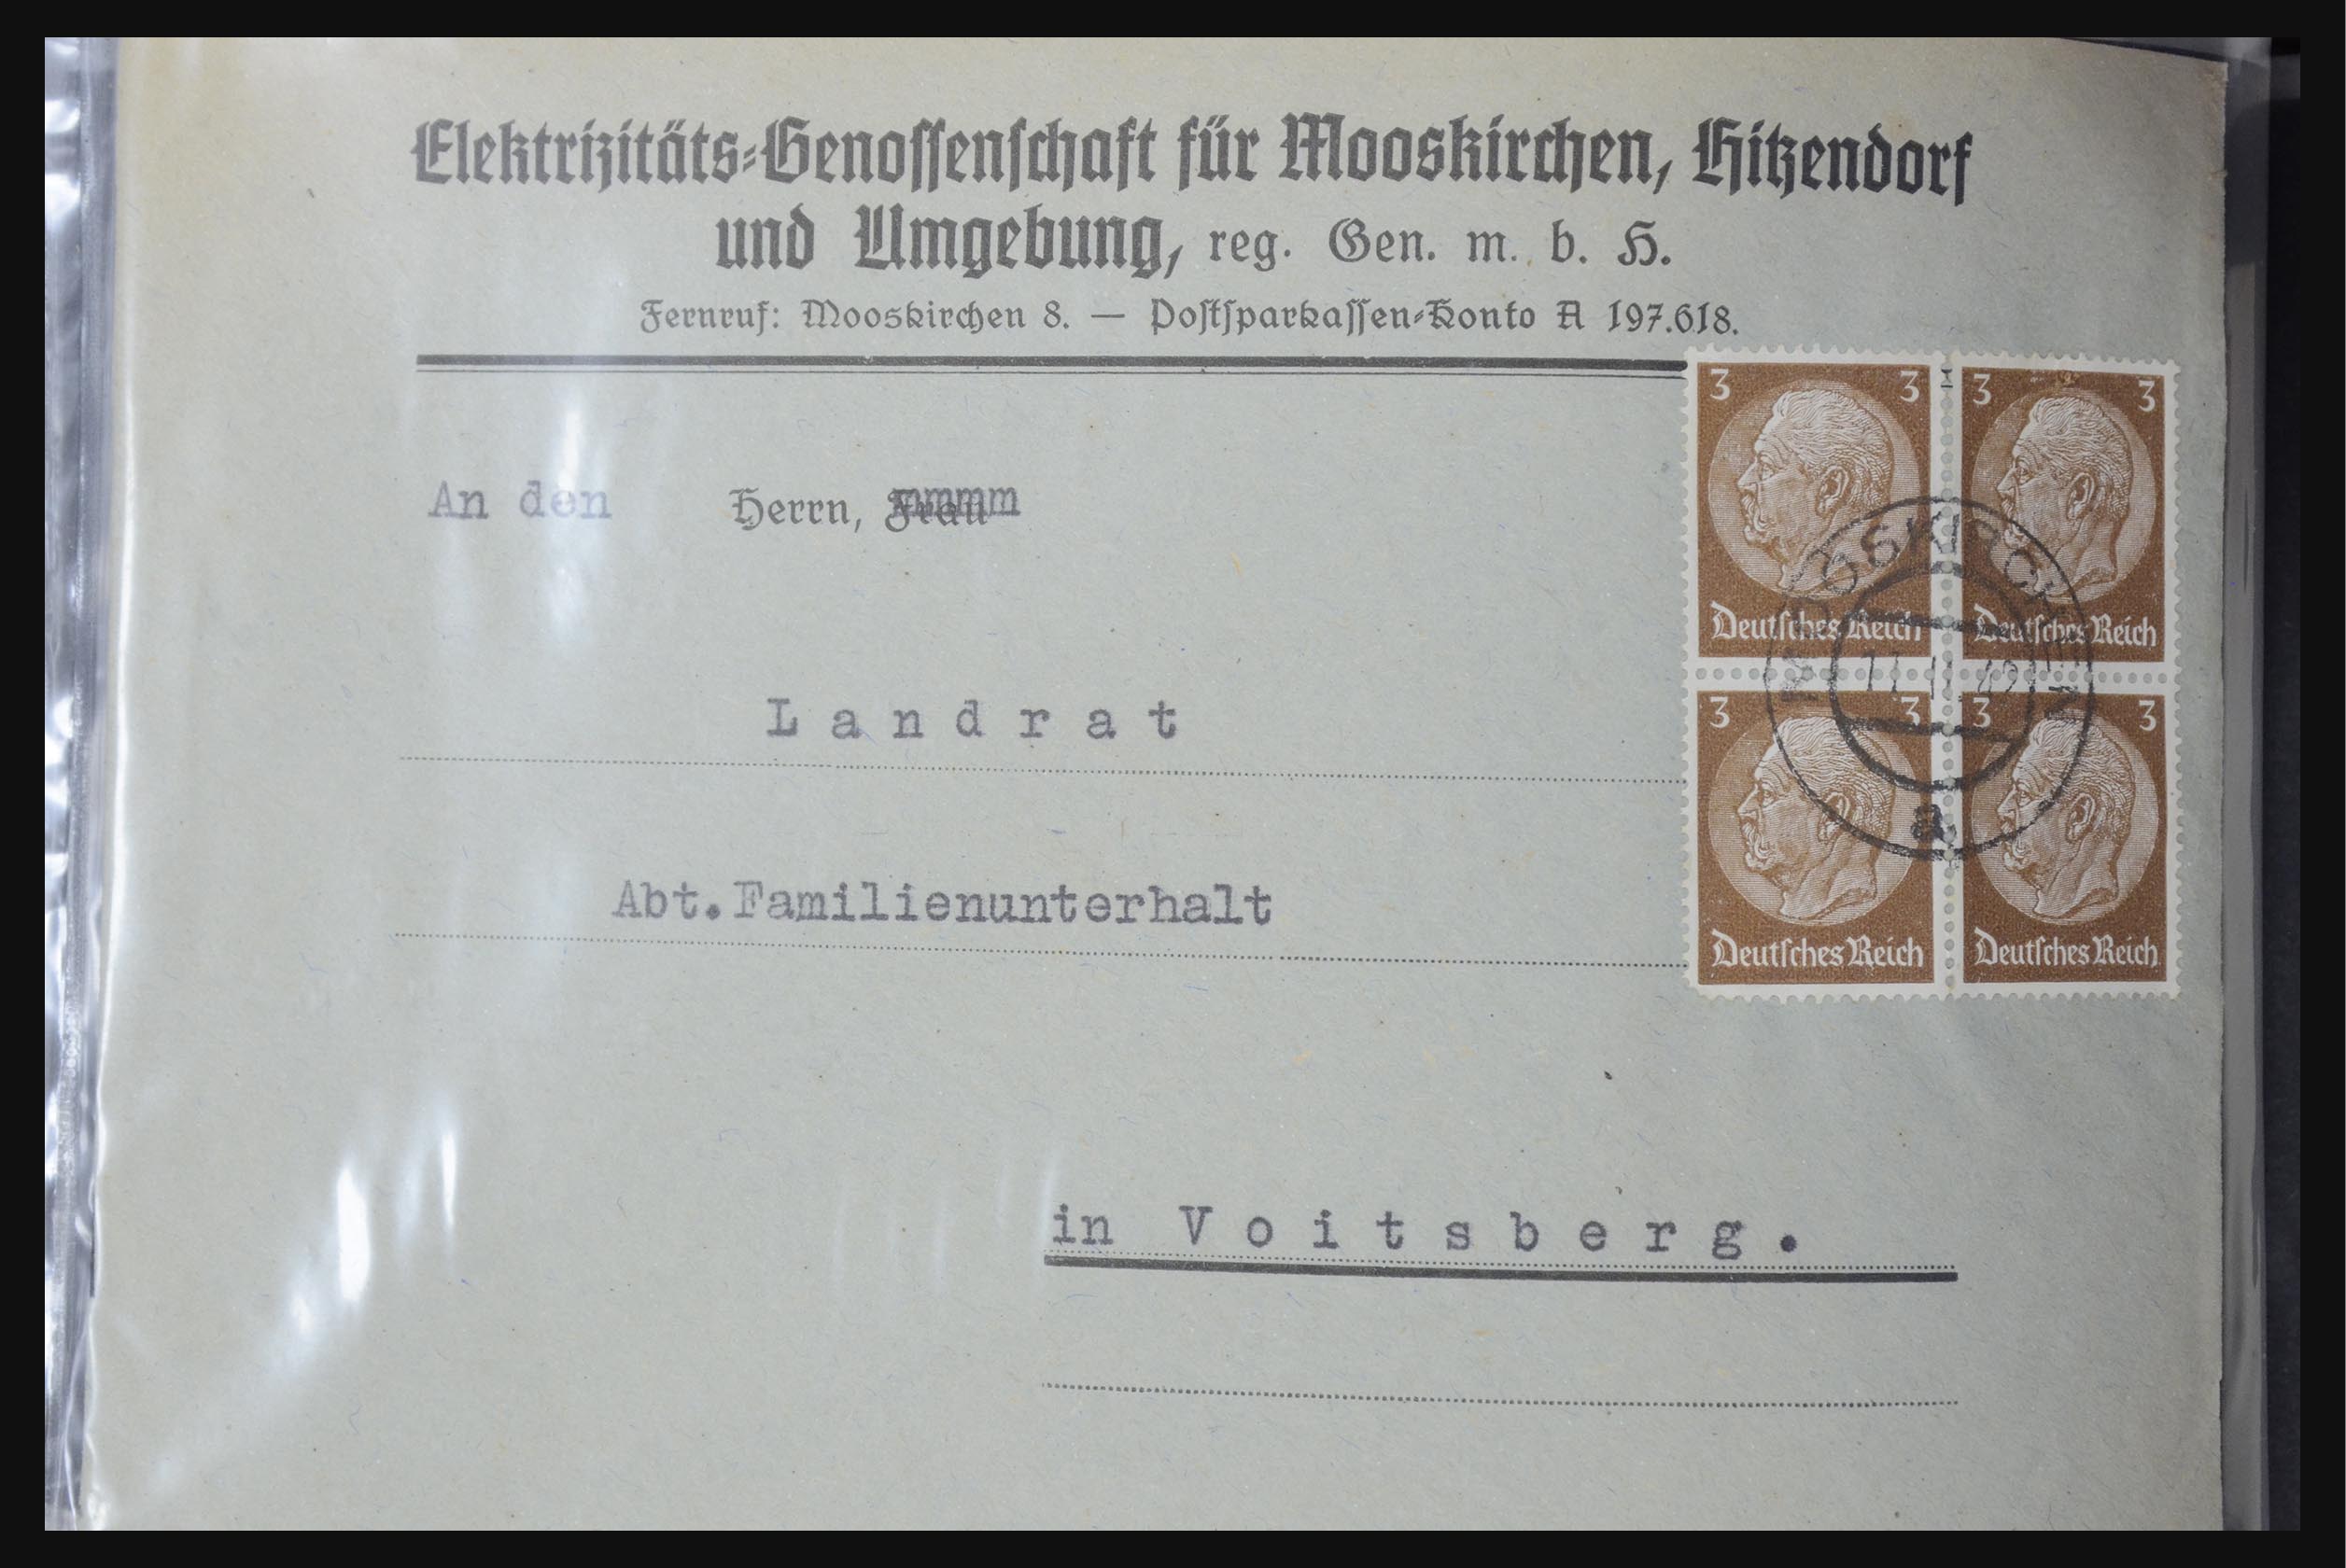 Elektrizitäts-Genossenschaft für Mooskirchen, Hitzendorf
und Umgebung, reg. Gen. m. b. H.
Fernruf: Mooskirchen 8. — Postsparkassen-Konto A 197.618.
An den Herrn, Frau
Landrat
Abt.Familienunterhalt
in Voitsberg.
3 3 3 3
Deutsches Reich Deutsches Reich
3 3 3 3
Deutsches Reich Deutsches Reich
MOOSKIRCHEN
a